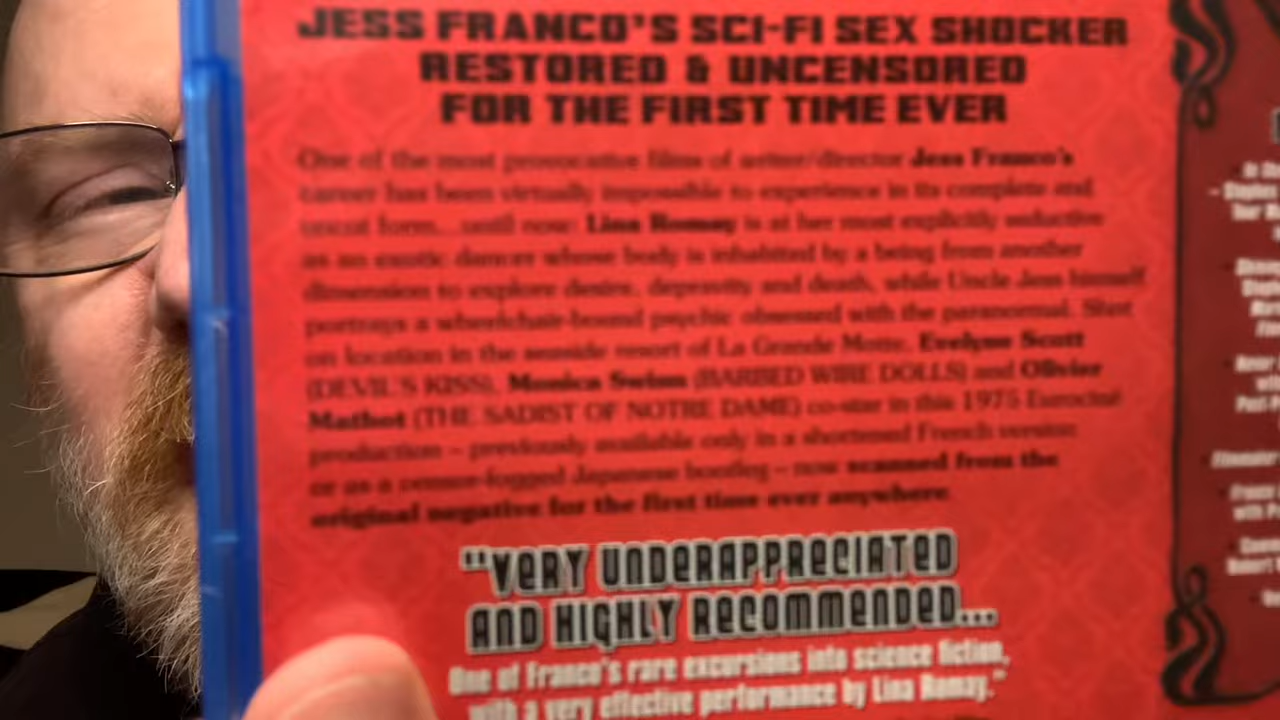 JESS FRANCO'S SCI-FI SEX SHOCKER
RESTORED & UNCENSORED
FOR THE FIRST TIME EVER
One of the most provocative films of writer/director Jess Franco's
career has been virtually impossible to experience in its complete and
uncut form...until now: Lina Romay is at her most explicitly seductive
as an exotic dancer whose body is inhabited by a being from another
dimension to explore desire, depravity and death, while Uncle Jess himself
portrays a wheelchair-bound psychic obsessed with the paranormal. Shot
on location in the seaside resort of La Grande Motte, Evelyne Scott
(DEVIL'S KISS), Monica Swinn (BARBED WIRE DOLLS) and Olivier
Mathot (THE SADIST OF NOTRE DAME) co-star in this 1975 Eurociné
production – previously available only in a shortened French version
or as a censor-fogged Japanese bootleg – now scanned from the
original negative for the first time ever anywhere.
"VERY UNDERAPPRECIATED
AND HIGHLY RECOMMENDED...
One of Franco's rare excursions into science fiction,
with a very effective performance by Lina Romay."